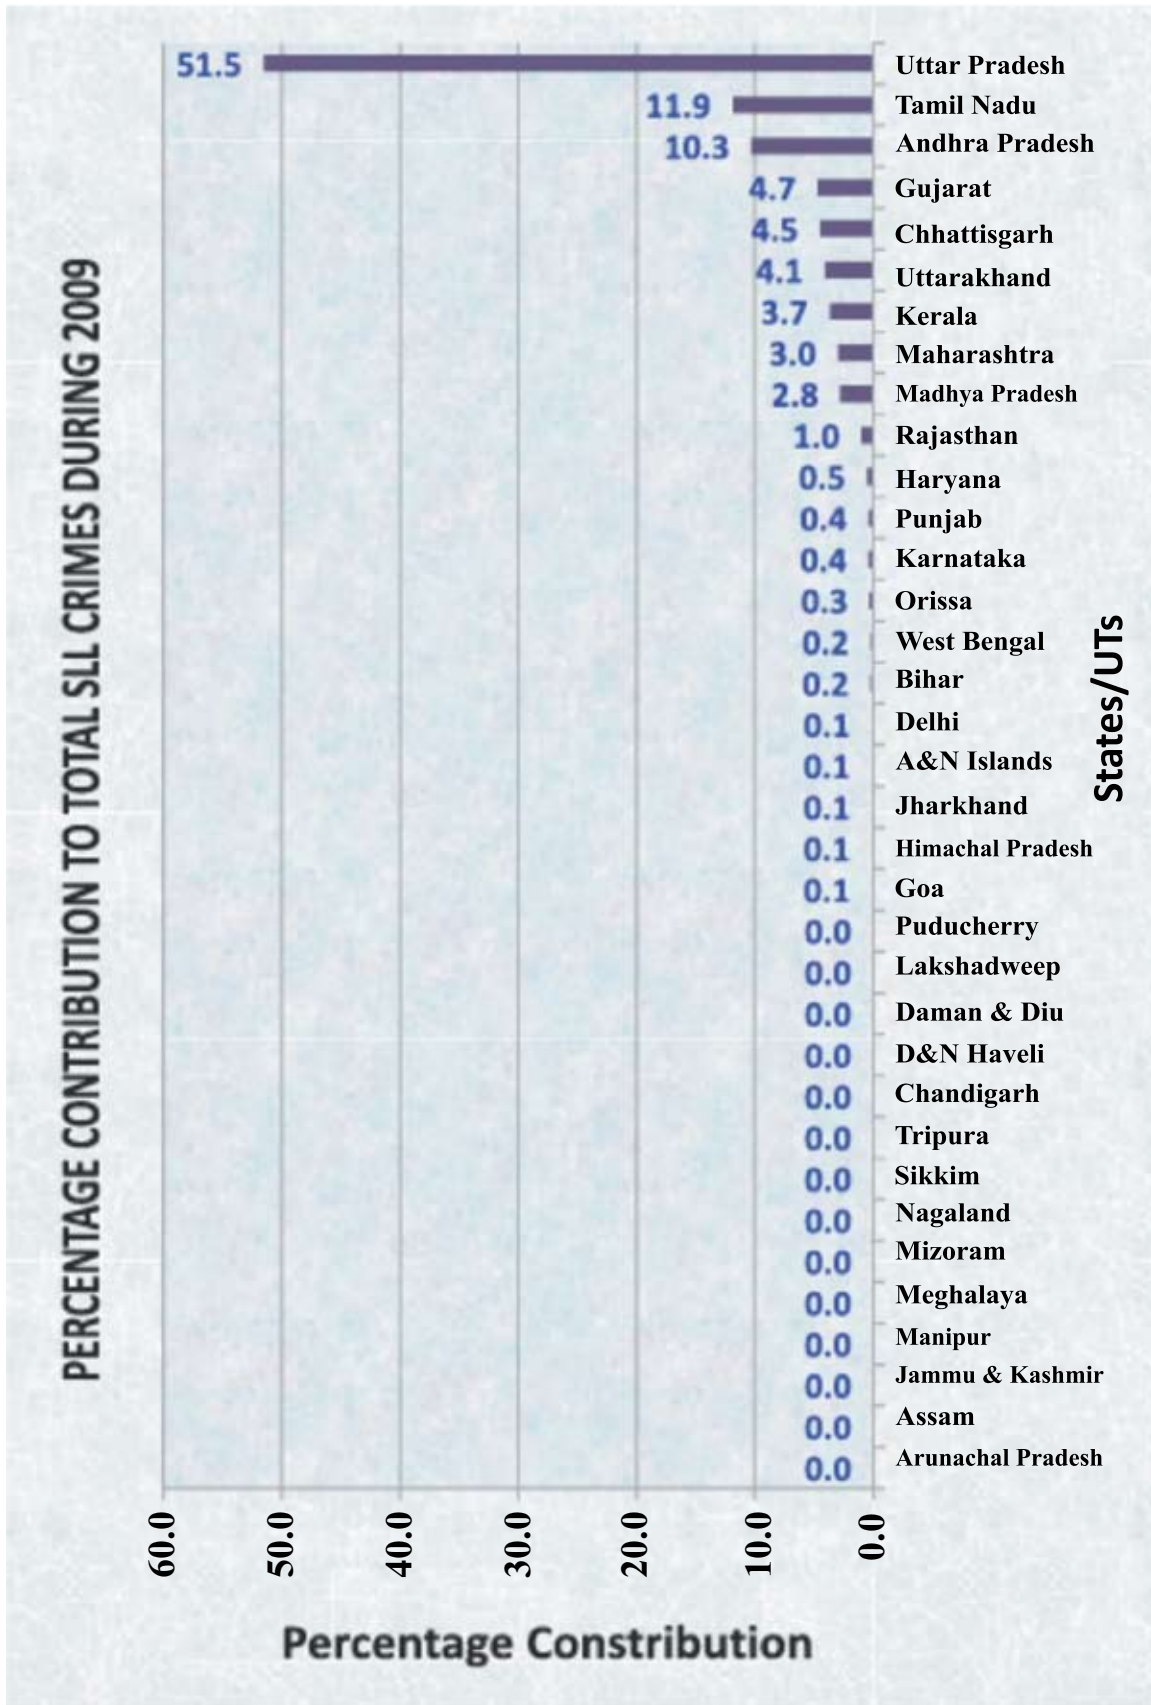 PERCENTAGE CONTRIBUTION TO TOTAL SLL CRIMES DURING 2009
51.5 Uttar Pradesh
11.9 Tamil Nadu
10.3 Andhra Pradesh
4.7 Gujarat
4.5 Chhattisgarh
4.1 Uttarakhand
3.7 Kerala
3.0 Maharashtra
2.8 Madhya Pradesh
1.0 Rajasthan
0.5 Haryana
0.4 Punjab
0.4 Karnataka
0.3 Orissa
0.2 West Bengal
0.2 Bihar
0.1 Delhi
0.1 A&N Islands
0.1 Jharkhand
0.1 Himachal Pradesh
0.1 Goa
0.0 Puducherry
0.0 Lakshadweep
0.0 Daman & Diu
0.0 D&N Haveli
0.0 Chandigarh
0.0 Tripura
0.0 Sikkim
0.0 Nagaland
0.0 Mizoram
0.0 Meghalaya
0.0 Manipur
0.0 Jammu & Kashmir
0.0 Assam
0.0 Arunachal Pradesh
States/UTs
60.0 50.0 40.0 30.0 20.0 10.0 0.0
Percentage Constribution